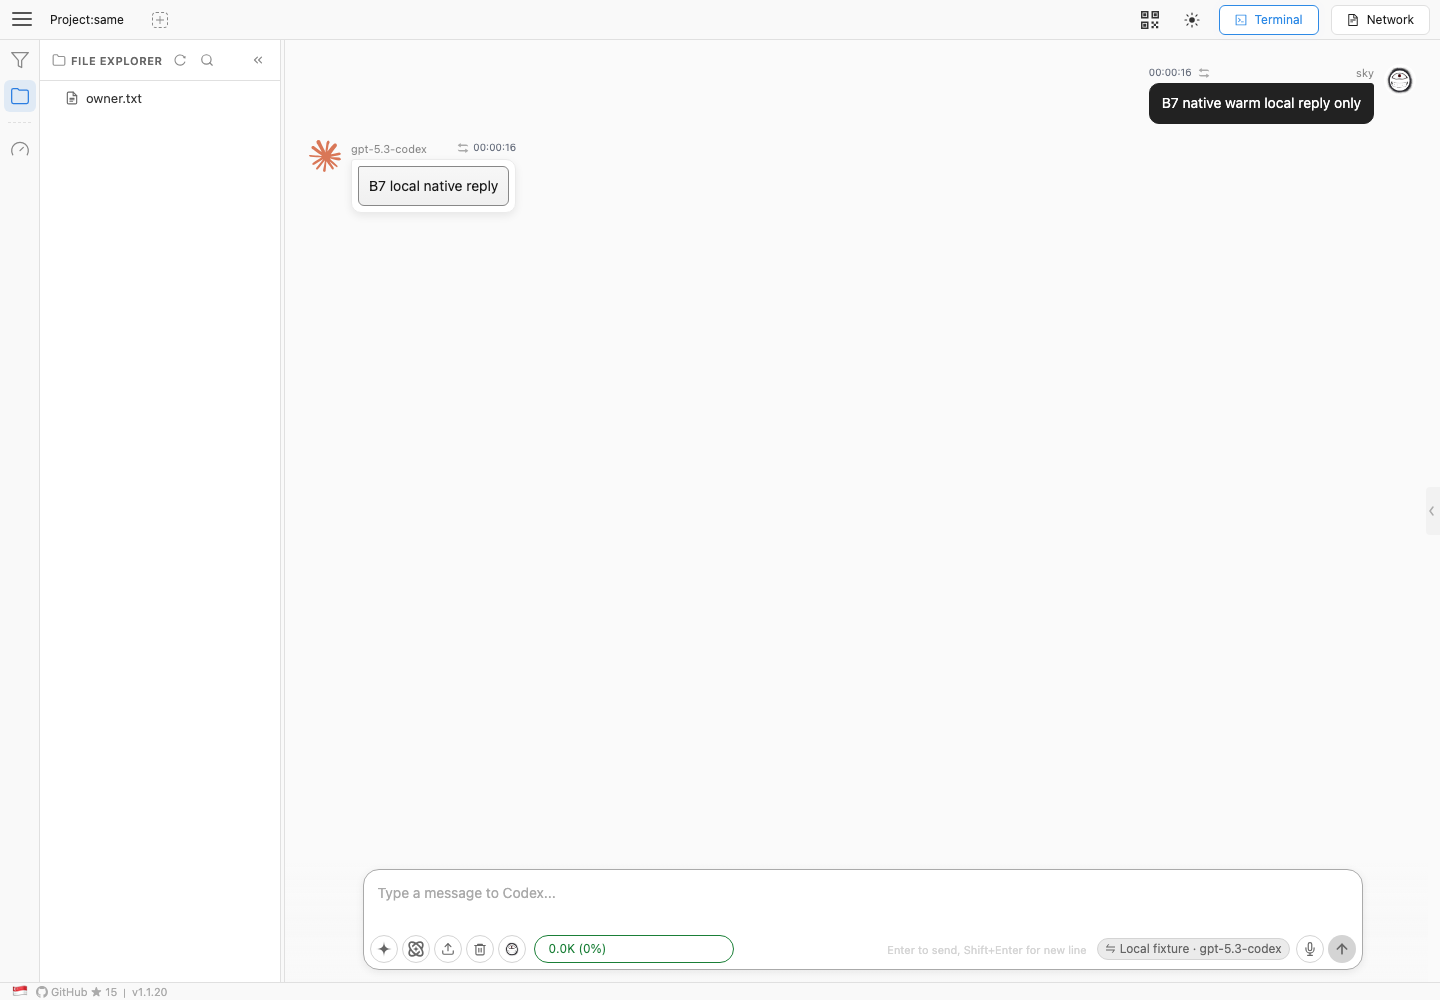 Project:same
Terminal
Network
FILE EXPLORER
owner.txt
00:00:16
sky
B7 native warm local reply only
gpt-5.3-codex
00:00:16
B7 local native reply
Type a message to Codex...
0.0K (0%)
Enter to send, Shift+Enter for new line
Local fixture · gpt-5.3-codex
GitHub ★ 15 | v1.1.20